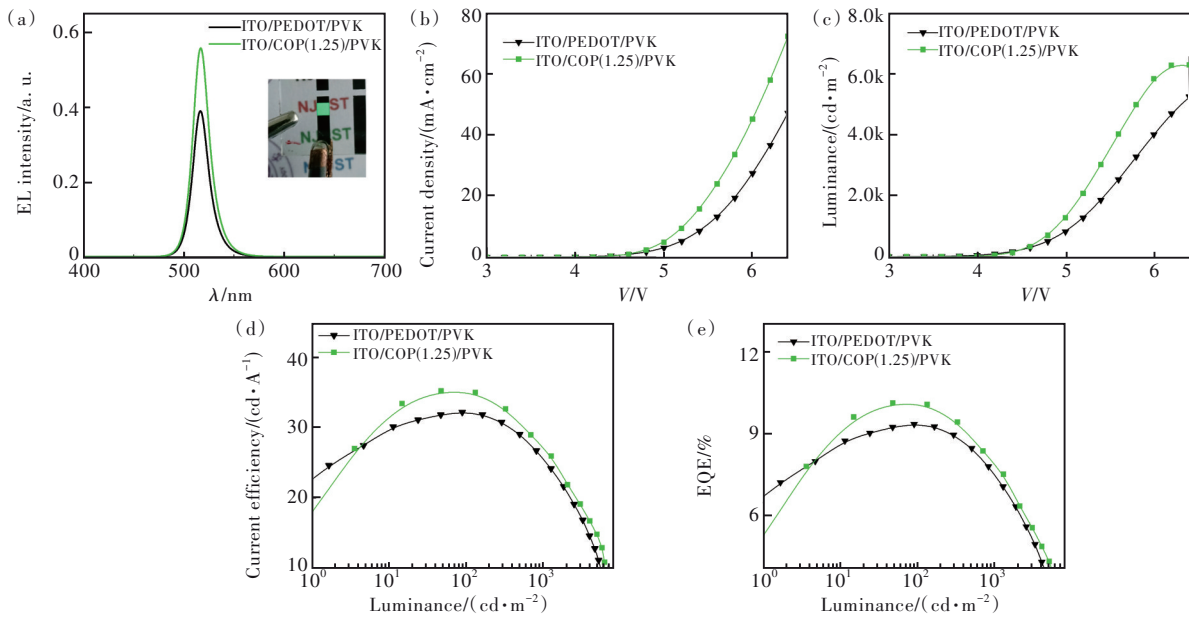 (a)
ITO/PEDOT/PVK
ITO/COP(1.25)/PVK
EL intensity/a. u.
0.6
0.4
0.2
0
400
500
600
700
λ/nm
NJ ST
NJ ST
ST
(b)
ITO/PEDOT/PVK
ITO/COP(1.25)/PVK
Current density/(mA·cm⁻²)
80
60
40
20
0
3
4
5
6
V/V
(c)
ITO/PEDOT/PVK
ITO/COP(1.25)/PVK
Luminance/(cd·m⁻²)
8.0k
6.0k
4.0k
2.0k
0
3
4
5
6
V/V
(d)
ITO/PEDOT/PVK
ITO/COP(1.25)/PVK
Current efficiency/(cd·A⁻¹)
40
30
20
10
10⁰
10¹
10²
10³
Luminance/(cd·m⁻²)
(e)
ITO/PEDOT/PVK
ITO/COP(1.25)/PVK
EQE/%
12
9
6
10⁰
10¹
10²
10³
Luminance/(cd·m⁻²)